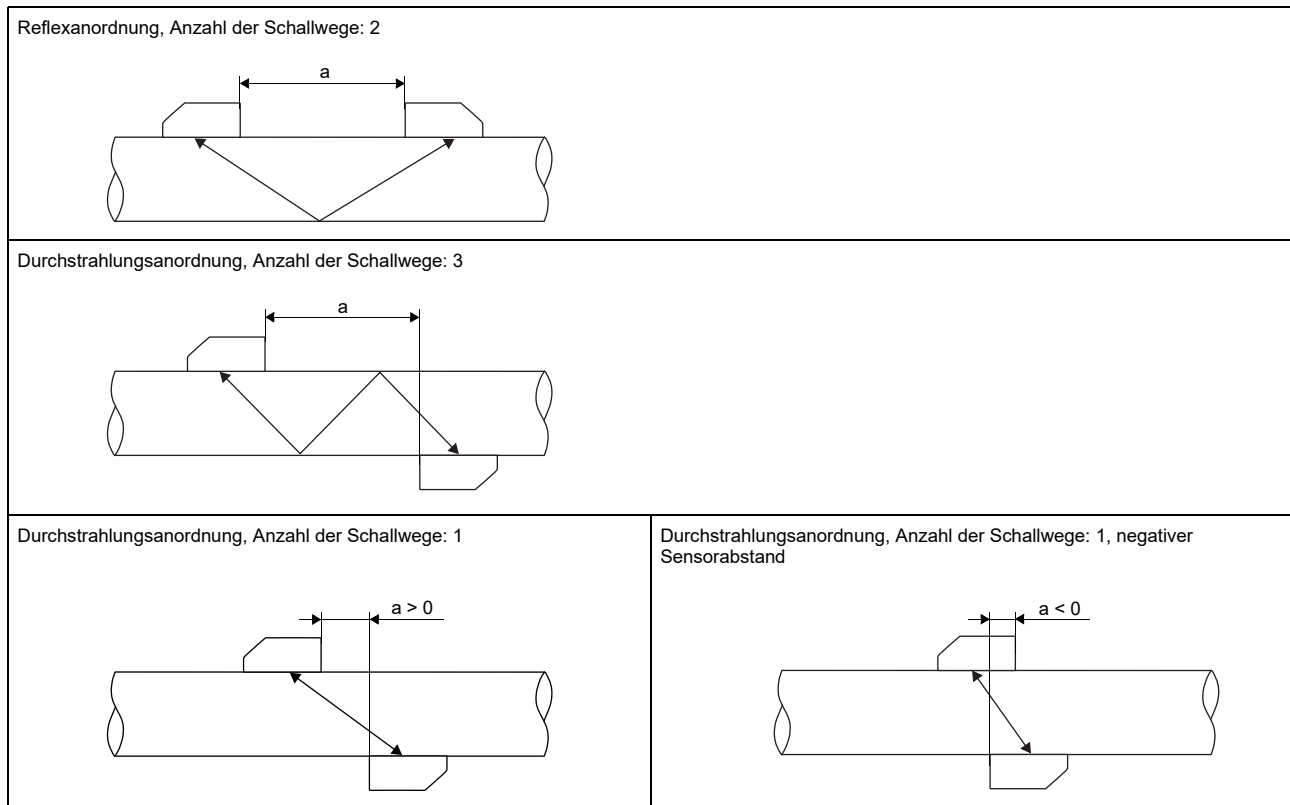 Reflexanordnung, Anzahl der Schallwege: 2
a
Durchstrahlungsanordnung, Anzahl der Schallwege: 3
a
Durchstrahlungsanordnung, Anzahl der Schallwege: 1
a > 0
Durchstrahlungsanordnung, Anzahl der Schallwege: 1, negativer
Sensorabstand
a < 0